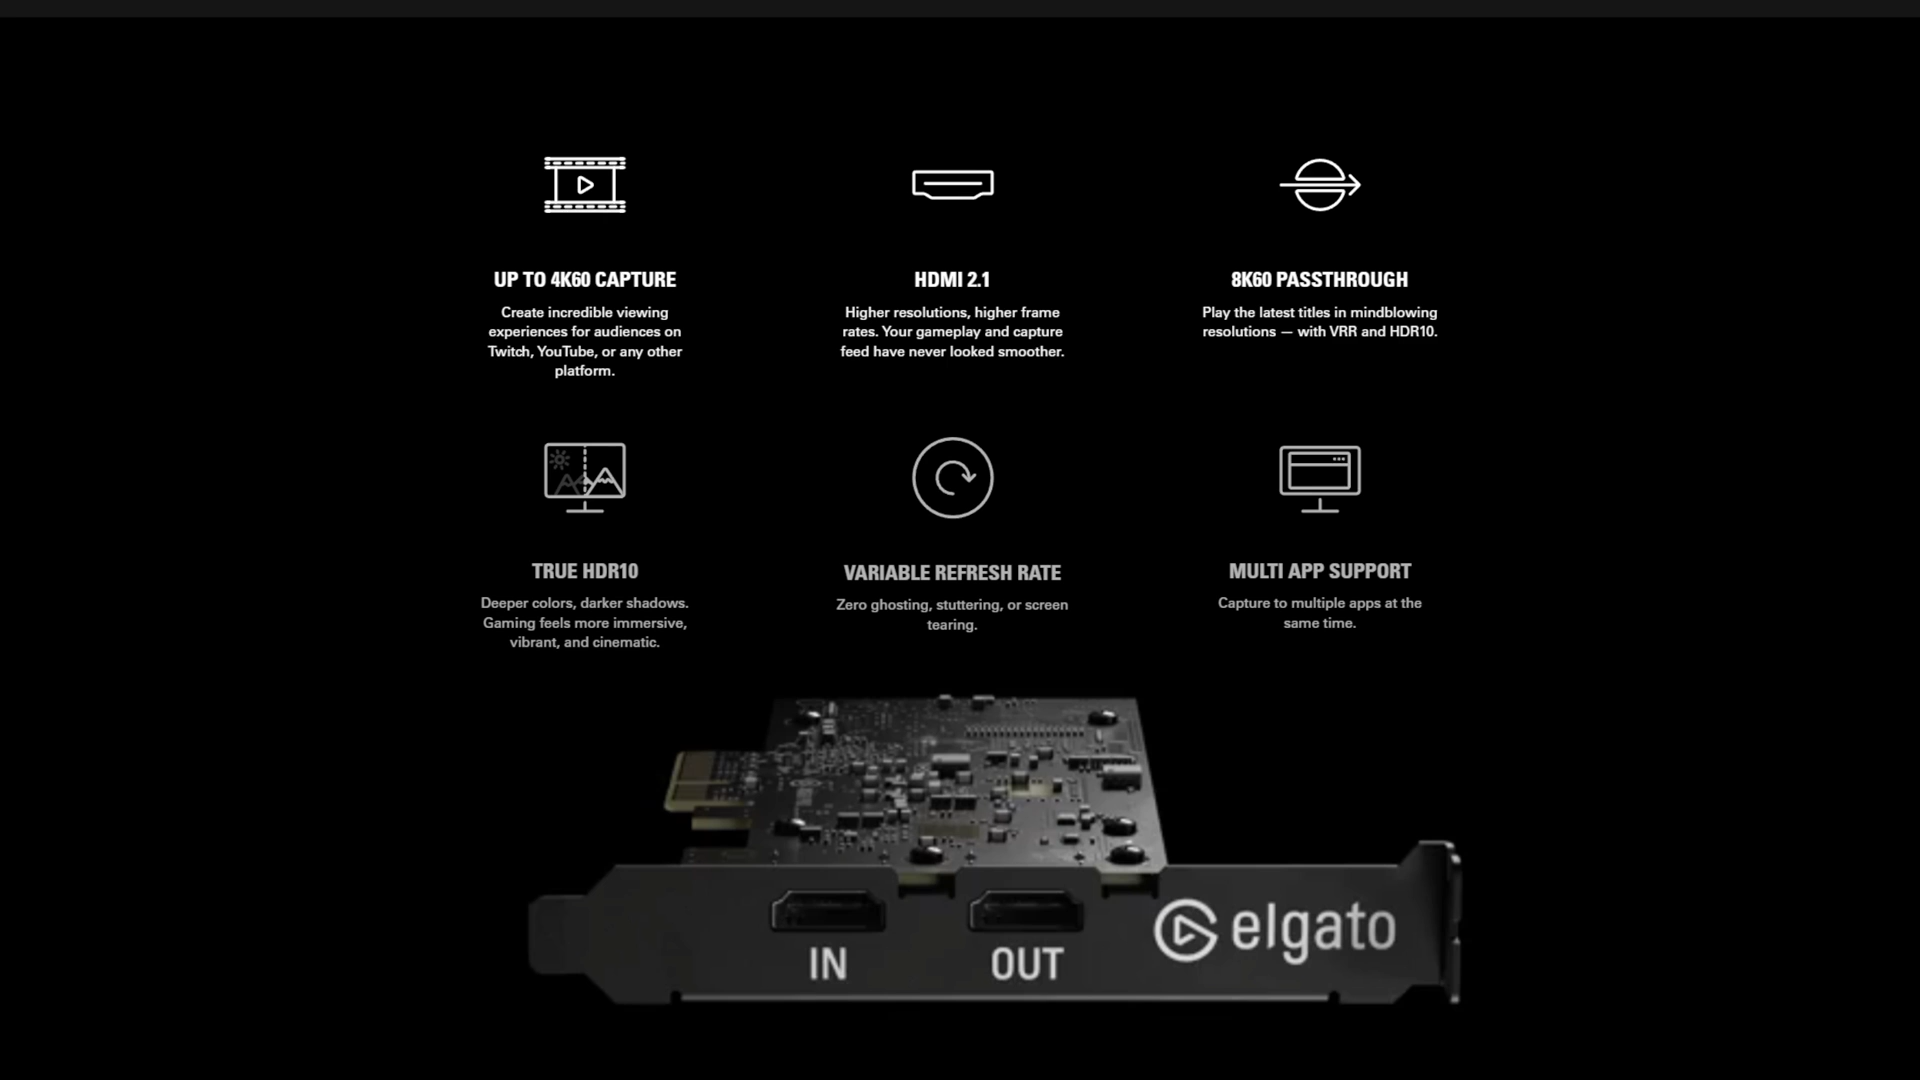 UP TO 4K60 CAPTURE
Create incredible viewing
experiences for audiences on
Twitch, YouTube, or any other
platform.
HDMI 2.1
Higher resolutions, higher frame
rates. Your gameplay and capture
feed have never looked smoother.
8K60 PASSTHROUGH
Play the latest titles in mindblowing
resolutions — with VRR and HDR10.
TRUE HDR10
Deeper colors, darker shadows.
Gaming feels more immersive,
vibrant, and cinematic.
VARIABLE REFRESH RATE
Zero ghosting, stuttering, or screen
tearing.
MULTI APP SUPPORT
Capture to multiple apps at the
same time.
IN
OUT
elgato